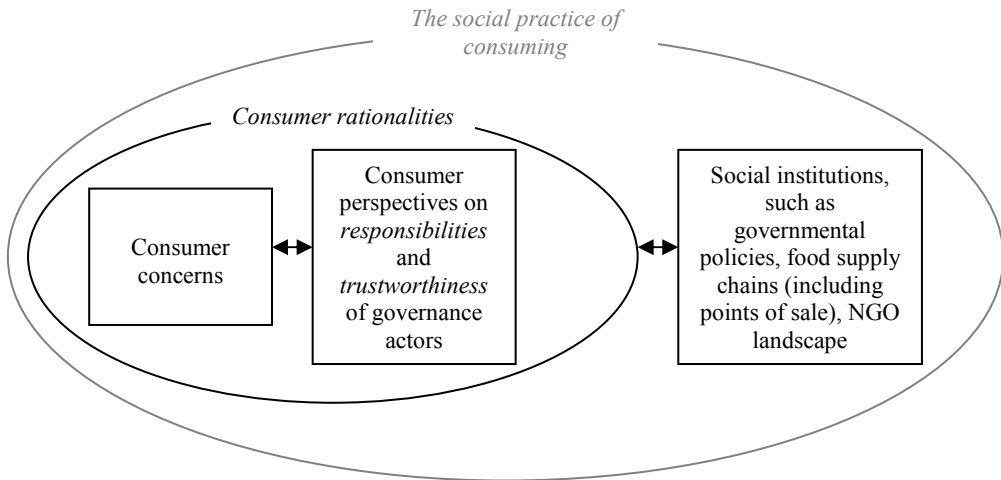 The social practice of
consuming
Consumer rationalities
Consumer
concerns
Consumer
perspectives on
responsibilities
and
trustworthiness
of governance
actors
Social institutions,
such as
governmental
policies, food supply
chains (including
points of sale), NGO
landscape